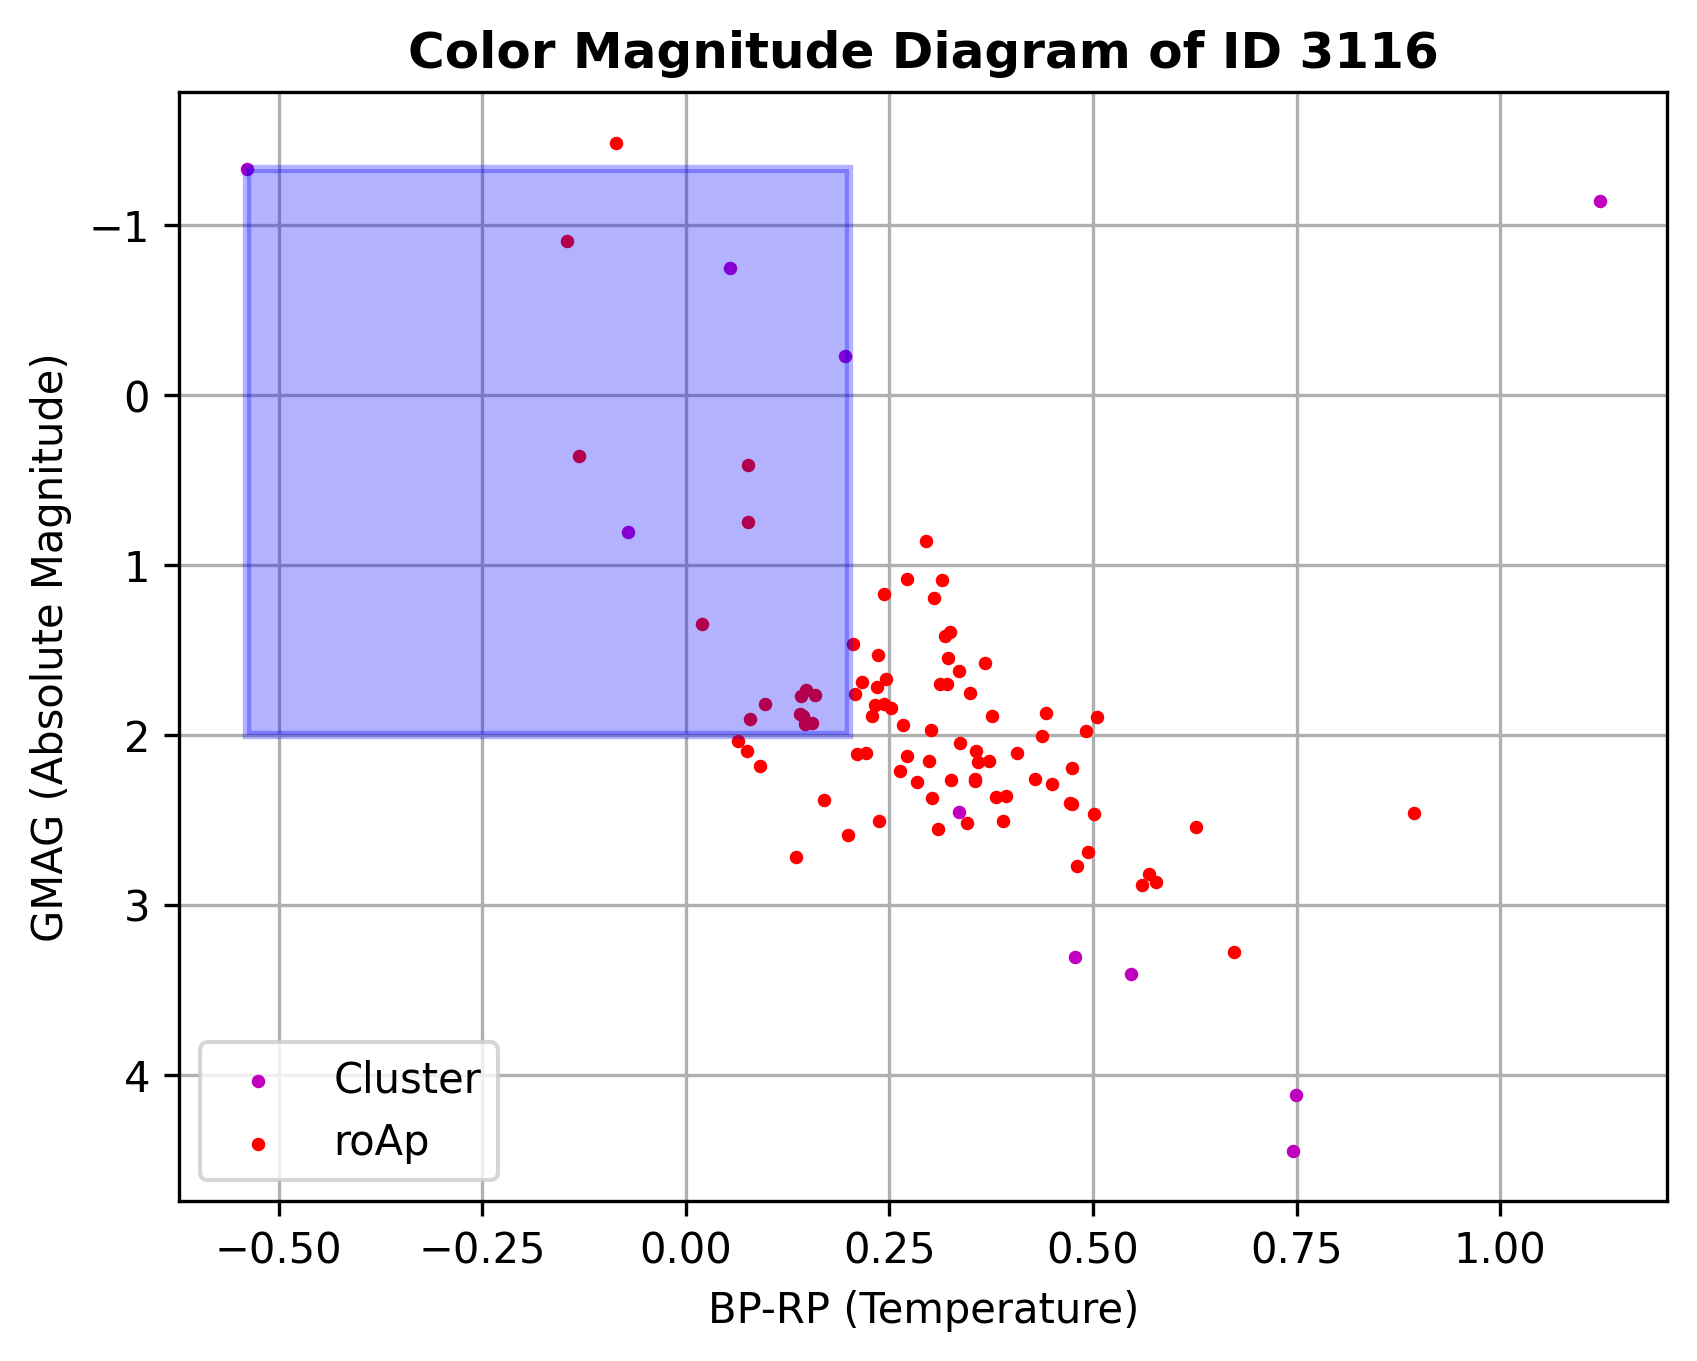 Color Magnitude Diagram of ID 3116
GMAG (Absolute Magnitude)
−1
0
1
2
3
4
Cluster
roAp
−0.50 −0.25 0.00 0.25 0.50 0.75 1.00
BP-RP (Temperature)